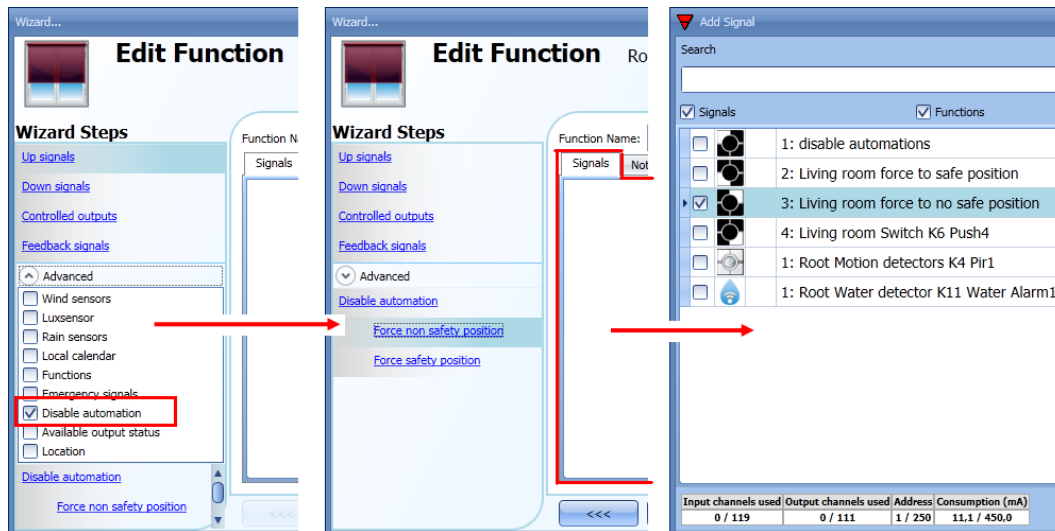 Wizard...
Edit Function
Wizard Steps
Up signals
Down signals
Controlled outputs
Feedback signals
Advanced
Wind sensors
Luxsensor
Rain sensors
Local calendar
Functions
Emergency signals
Disable automation
Available output status
Location
Disable automation
Force non safety position
Function N
Signals
<<<
Wizard...
Edit Function Ro
Wizard Steps
Up signals
Down signals
Controlled outputs
Feedback signals
Advanced
Disable automation
Force non safety position
Force safety position
Function Name:
Signals Not
<<<
Add Signal
Search
Signals Functions
1: disable automations
2: Living room force to safe position
3: Living room force to no safe position
4: Living room Switch K6 Push4
1: Root Motion detectors K4 Pir1
1: Root Water detector K11 Water Alarm1
Input channels used Output channels used Address Consumption (mA)
0 / 119 0 / 111 1 / 250 11,1 / 450,0